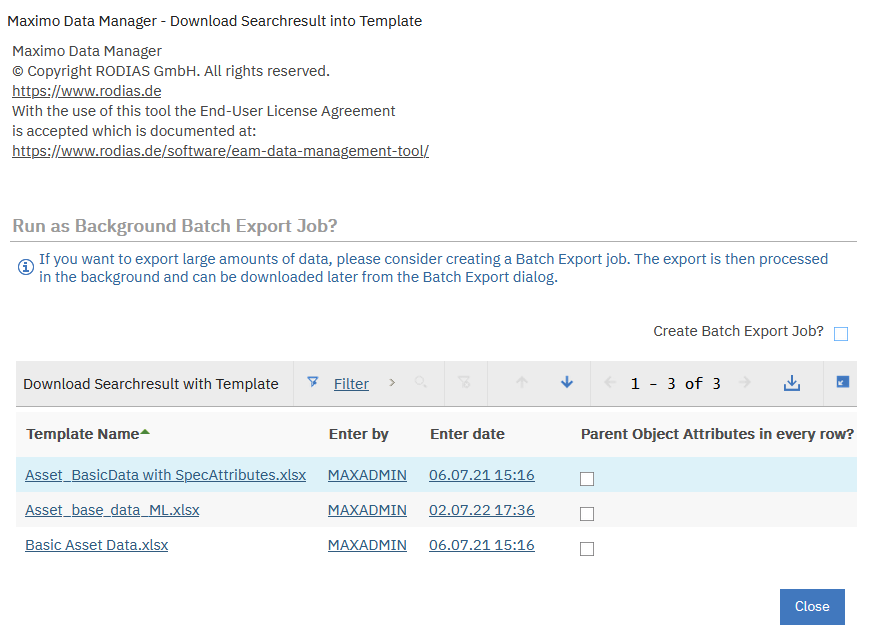 Maximo Data Manager - Download Searchresult into Template
Maximo Data Manager
© Copyright RODIAS GmbH. All rights reserved.
https://www.rodias.de
With the use of this tool the End-User License Agreement
is accepted which is documented at:
https://www.rodias.de/software/eam-data-management-tool/
Run as Background Batch Export Job?
If you want to export large amounts of data, please consider creating a Batch Export job. The export is then processed
in the background and can be downloaded later from the Batch Export dialog.
Create Batch Export Job?
Download Searchresult with Template Filter 1 - 3 of 3
Template Name Enter by Enter date Parent Object Attributes in every row?
Asset_BasicData with SpecAttributes.xlsx MAXADMIN 06.07.21 15:16
Asset_base_data_ML.xlsx MAXADMIN 02.07.22 17:36
Basic Asset Data.xlsx MAXADMIN 06.07.21 15:16
Close